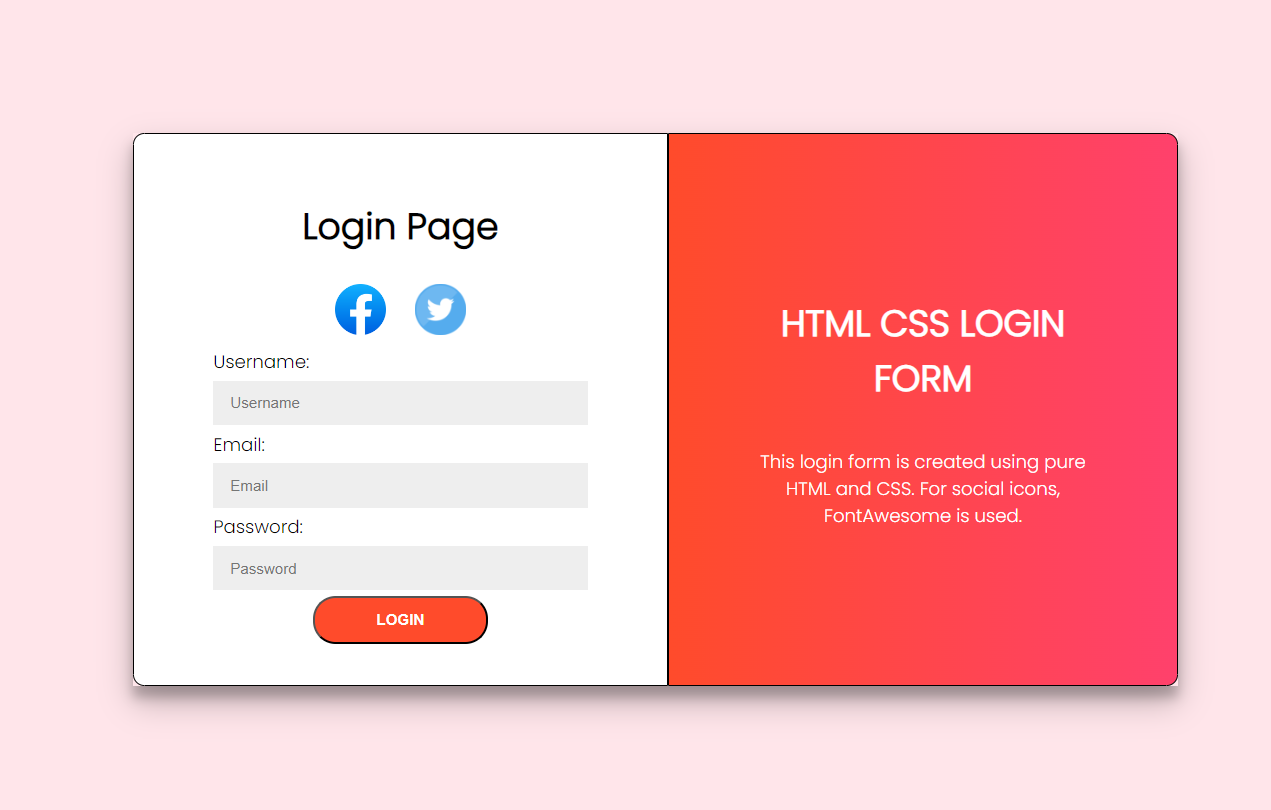 Login Page
Username:
Username
Email:
Email
Password:
Password
LOGIN
HTML CSS LOGIN
FORM
This login form is created using pure
HTML and CSS. For social icons,
FontAwesome is used.